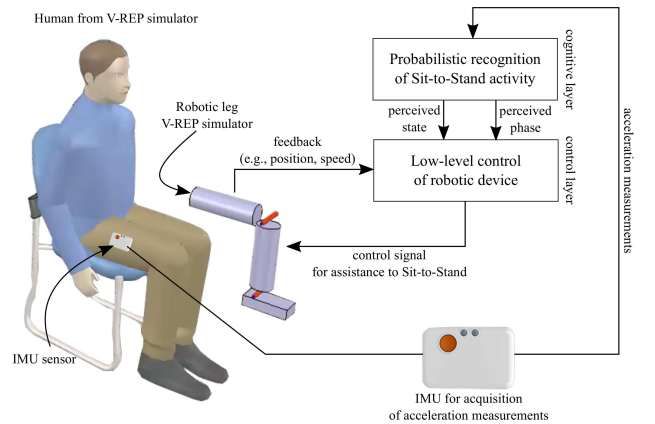 Human from V-REP simulator
Robotic leg
V-REP simulator
feedback
(e.g., position, speed)
Probabilistic recognition
of Sit-to-Stand activity
cognitive layer
perceived
state
perceived
phase
Low-level control
of robotic device
control layer
acceleration measurements
control signal
for assistance to Sit-to-Stand
IMU sensor
IMU for acquisition
of acceleration measurements